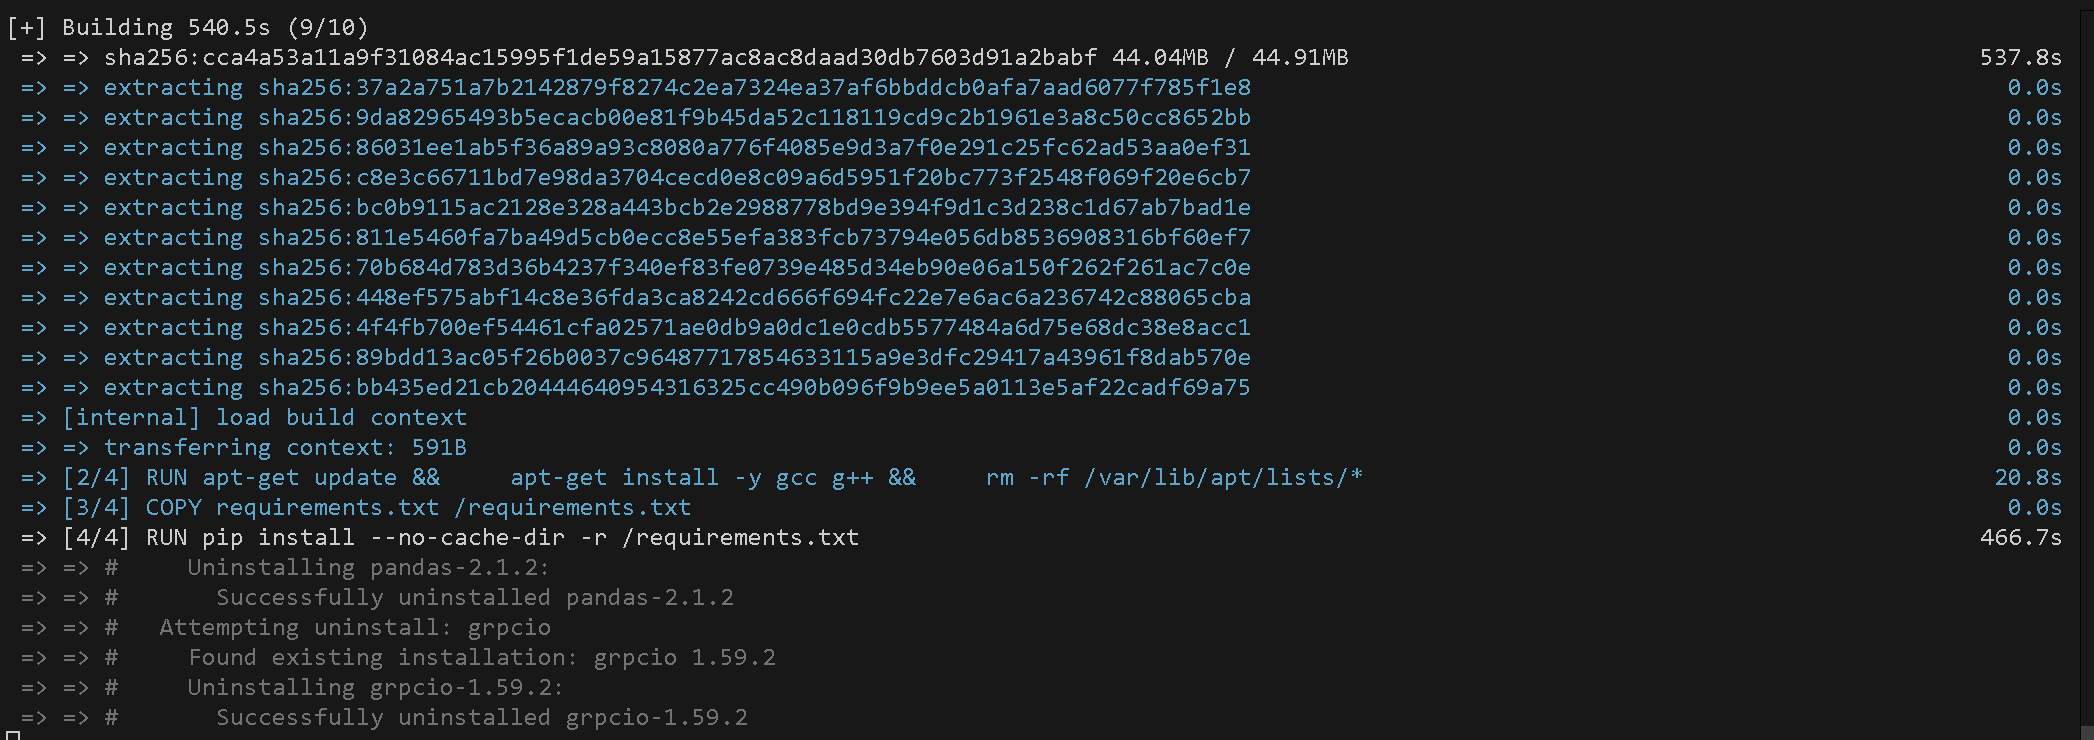 [+] Building 540.5s (9/10)
=> => sha256:cca4a53a11a9f31084ac15995f1de59a15877ac8ac8daad30db7603d91a2babf 44.04MB / 44.91MB 537.8s
=> => extracting sha256:37a2a751a7b2142879f8274c2ea7324ea37af6bbddcb0afa7aad6077f785f1e8 0.0s
=> => extracting sha256:9da82965493b5ecacb00e81f9b45da52c118119cd9c2b1961e3a8c50cc8652bb 0.0s
=> => extracting sha256:86031ee1ab5f36a89a93c8080a776f4085e9d3a7f0e291c25fc62ad53aa0ef31 0.0s
=> => extracting sha256:c8e3c66711bd7e98da3704cecd0e8c09a6d5951f20bc773f2548f069f20e6cb7 0.0s
=> => extracting sha256:bc0b9115ac2128e328a443bcb2e2988778bd9e394f9d1c3d238c1d67ab7bad1e 0.0s
=> => extracting sha256:811e5460fa7ba49d5cb0ecc8e55efa383fcb73794e056db8536908316bf60ef7 0.0s
=> => extracting sha256:70b684d783d36b4237f340ef83fe0739e485d34eb90e06a150f262f261ac7c0e 0.0s
=> => extracting sha256:448ef575abf14c8e36fda3ca8242cd666f694fc22e7e6ac6a236742c88065cba 0.0s
=> => extracting sha256:4f4fb700ef54461cfa02571ae0db9a0dc1e0cdb5577484a6d75e68dc38e8acc1 0.0s
=> => extracting sha256:89bdd13ac05f26b0037c96487717854633115a9e3dfc29417a43961f8dab570e 0.0s
=> => extracting sha256:bb435ed21cb20444640954316325cc490b096f9b9ee5a0113e5af22cadf69a75 0.0s
=> [internal] load build context 0.0s
=> => transferring context: 591B 0.0s
=> [2/4] RUN apt-get update &&     apt-get install -y gcc g++ &&     rm -rf /var/lib/apt/lists/* 20.8s
=> [3/4] COPY requirements.txt /requirements.txt 0.0s
=> [4/4] RUN pip install --no-cache-dir -r /requirements.txt 466.7s
=> => #     Uninstalling pandas-2.1.2:
=> => #       Successfully uninstalled pandas-2.1.2
=> => #   Attempting uninstall: grpcio
=> => #     Found existing installation: grpcio 1.59.2
=> => #     Uninstalling grpcio-1.59.2:
=> => #       Successfully uninstalled grpcio-1.59.2